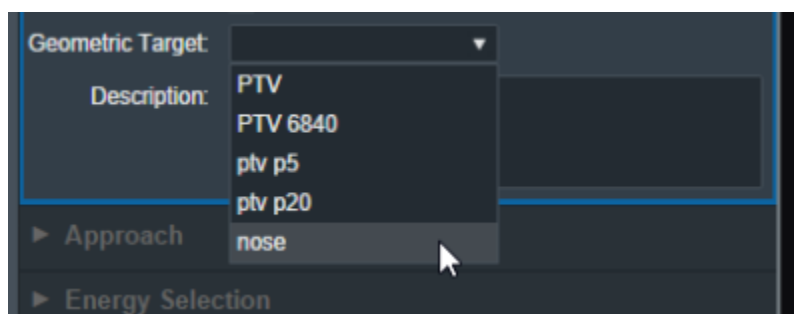 Geometric Target:
Description:
PTV
PTV 6840
ptv p5
ptv p20
nose
Approach
Energy Selection